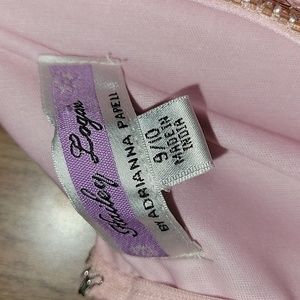 Hailey Logan
BY ADRIANNA PAPELL
9/10
MADE IN
INDIA